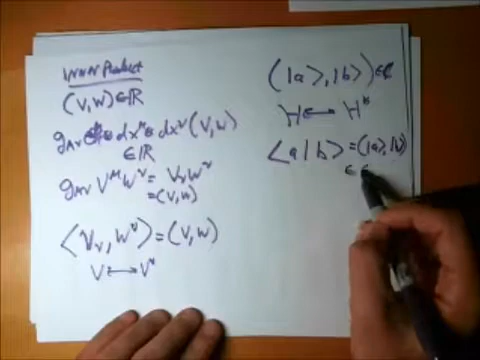 INNER Product
(V,W)∈ℝ
g_{μν} dx^μ⊗dx^ν(V,W)
∈ℝ
g_{μν} V^μ W^ν = V_ν W^ν
=(V,W)
⟨V_ν, W^ν⟩=(V,W)
V⟷V*
(|a⟩,|b⟩)∈ℂ
H⟷H*
⟨a|b⟩=(|a⟩,|b⟩)
∈